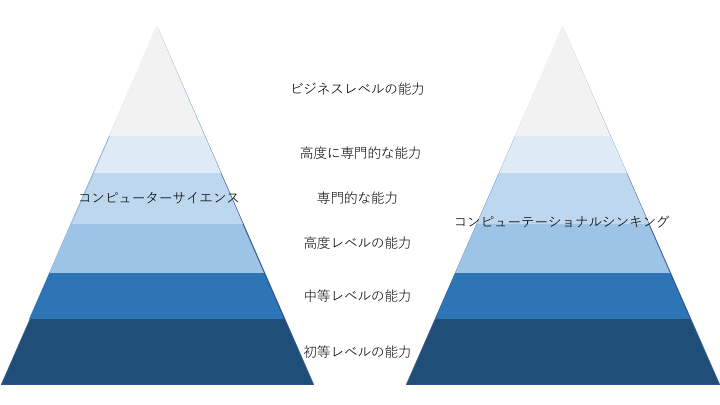 ビジネスレベルの能力
高度に専門的な能力
コンピューターサイエンス
専門的な能力
コンピューテーショナルシンキング
高度レベルの能力
中等レベルの能力
初等レベルの能力